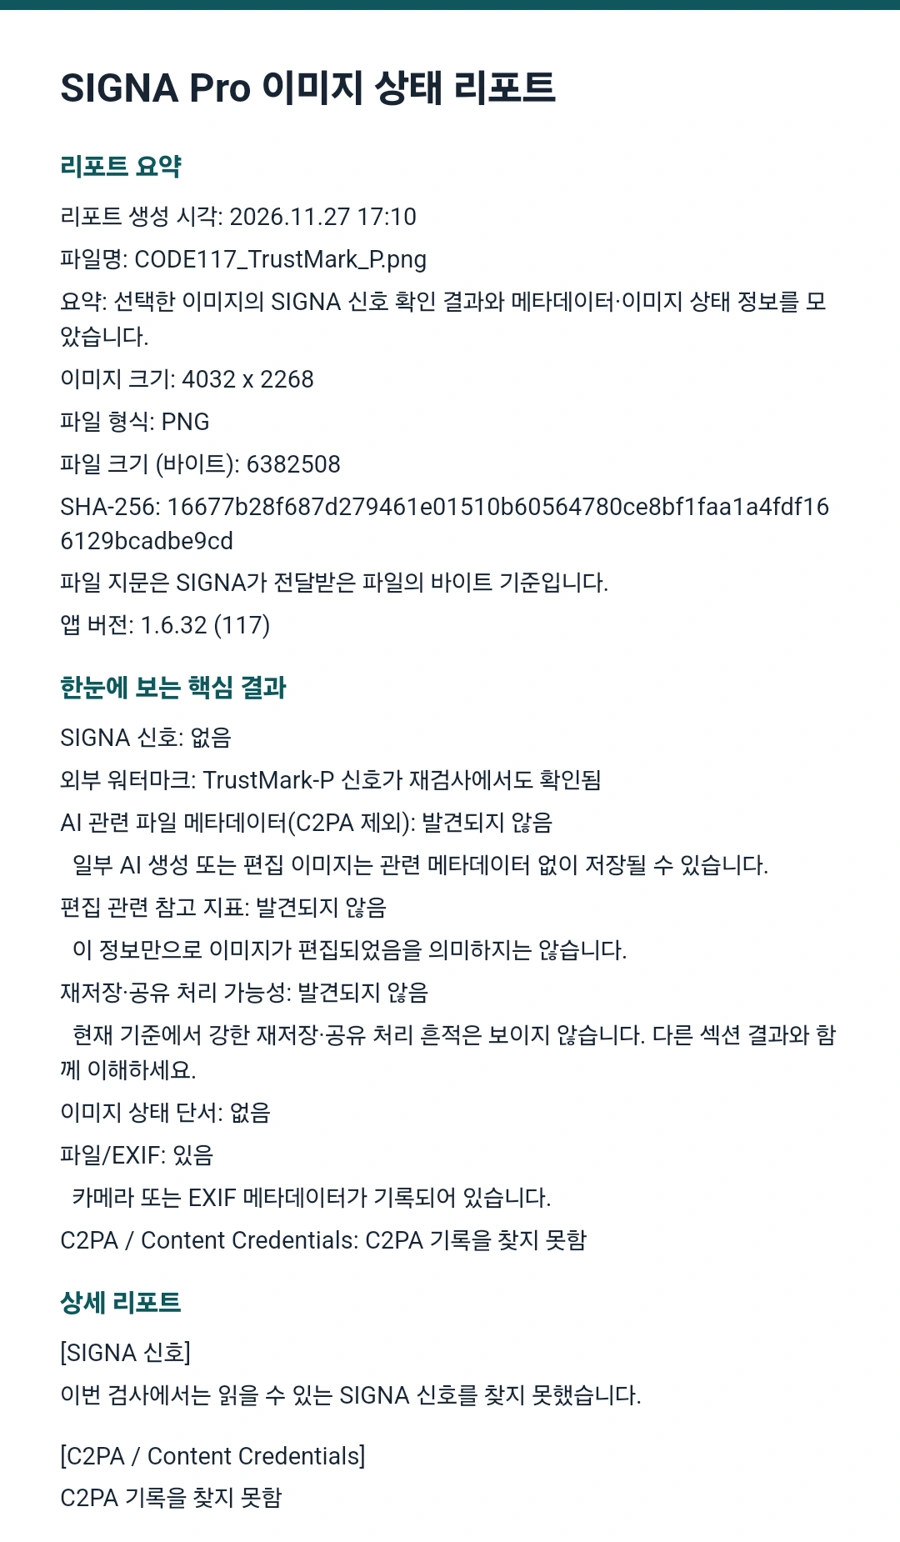 SIGNA Pro 이미지 상태 리포트
리포트 요약
리포트 생성 시각: 2026.11.27 17:10
파일명: CODE117_TrustMark_P.png
요약: 선택한 이미지의 SIGNA 신호 확인 결과와 메타데이터·이미지 상태 정보를 모
았습니다.
이미지 크기: 4032 x 2268
파일 형식: PNG
파일 크기 (바이트): 6382508
SHA-256: 16677b28f687d279461e01510b60564780ce8bf1faa1a4fdf16
6129bcadbe9cd
파일 지문은 SIGNA가 전달받은 파일의 바이트 기준입니다.
앱 버전: 1.6.32 (117)
한눈에 보는 핵심 결과
SIGNA 신호: 없음
외부 워터마크: TrustMark-P 신호가 재검사에서도 확인됨
AI 관련 파일 메타데이터(C2PA 제외): 발견되지 않음
일부 AI 생성 또는 편집 이미지는 관련 메타데이터 없이 저장될 수 있습니다.
편집 관련 참고 지표: 발견되지 않음
이 정보만으로 이미지가 편집되었음을 의미하지는 않습니다.
재저장·공유 처리 가능성: 발견되지 않음
현재 기준에서 강한 재저장·공유 처리 흔적은 보이지 않습니다. 다른 섹션 결과와 함
께 이해하세요.
이미지 상태 단서: 없음
파일/EXIF: 있음
카메라 또는 EXIF 메타데이터가 기록되어 있습니다.
C2PA / Content Credentials: C2PA 기록을 찾지 못함
상세 리포트
[SIGNA 신호]
이번 검사에서는 읽을 수 있는 SIGNA 신호를 찾지 못했습니다.
[C2PA / Content Credentials]
C2PA 기록을 찾지 못함